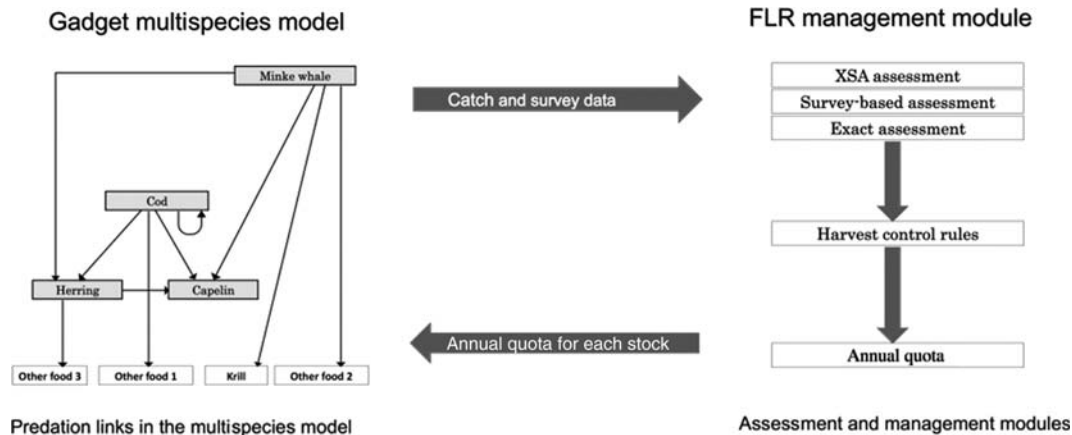 Gadget multispecies model
Minke whale
Cod
Herring
Capelin
Other food 3
Other food 1
Krill
Other food 2
Predation links in the multispecies model
Catch and survey data
Annual quota for each stock
FLR management module
XSA assessment
Survey-based assessment
Exact assessment
Harvest control rules
Annual quota
Assessment and management modules